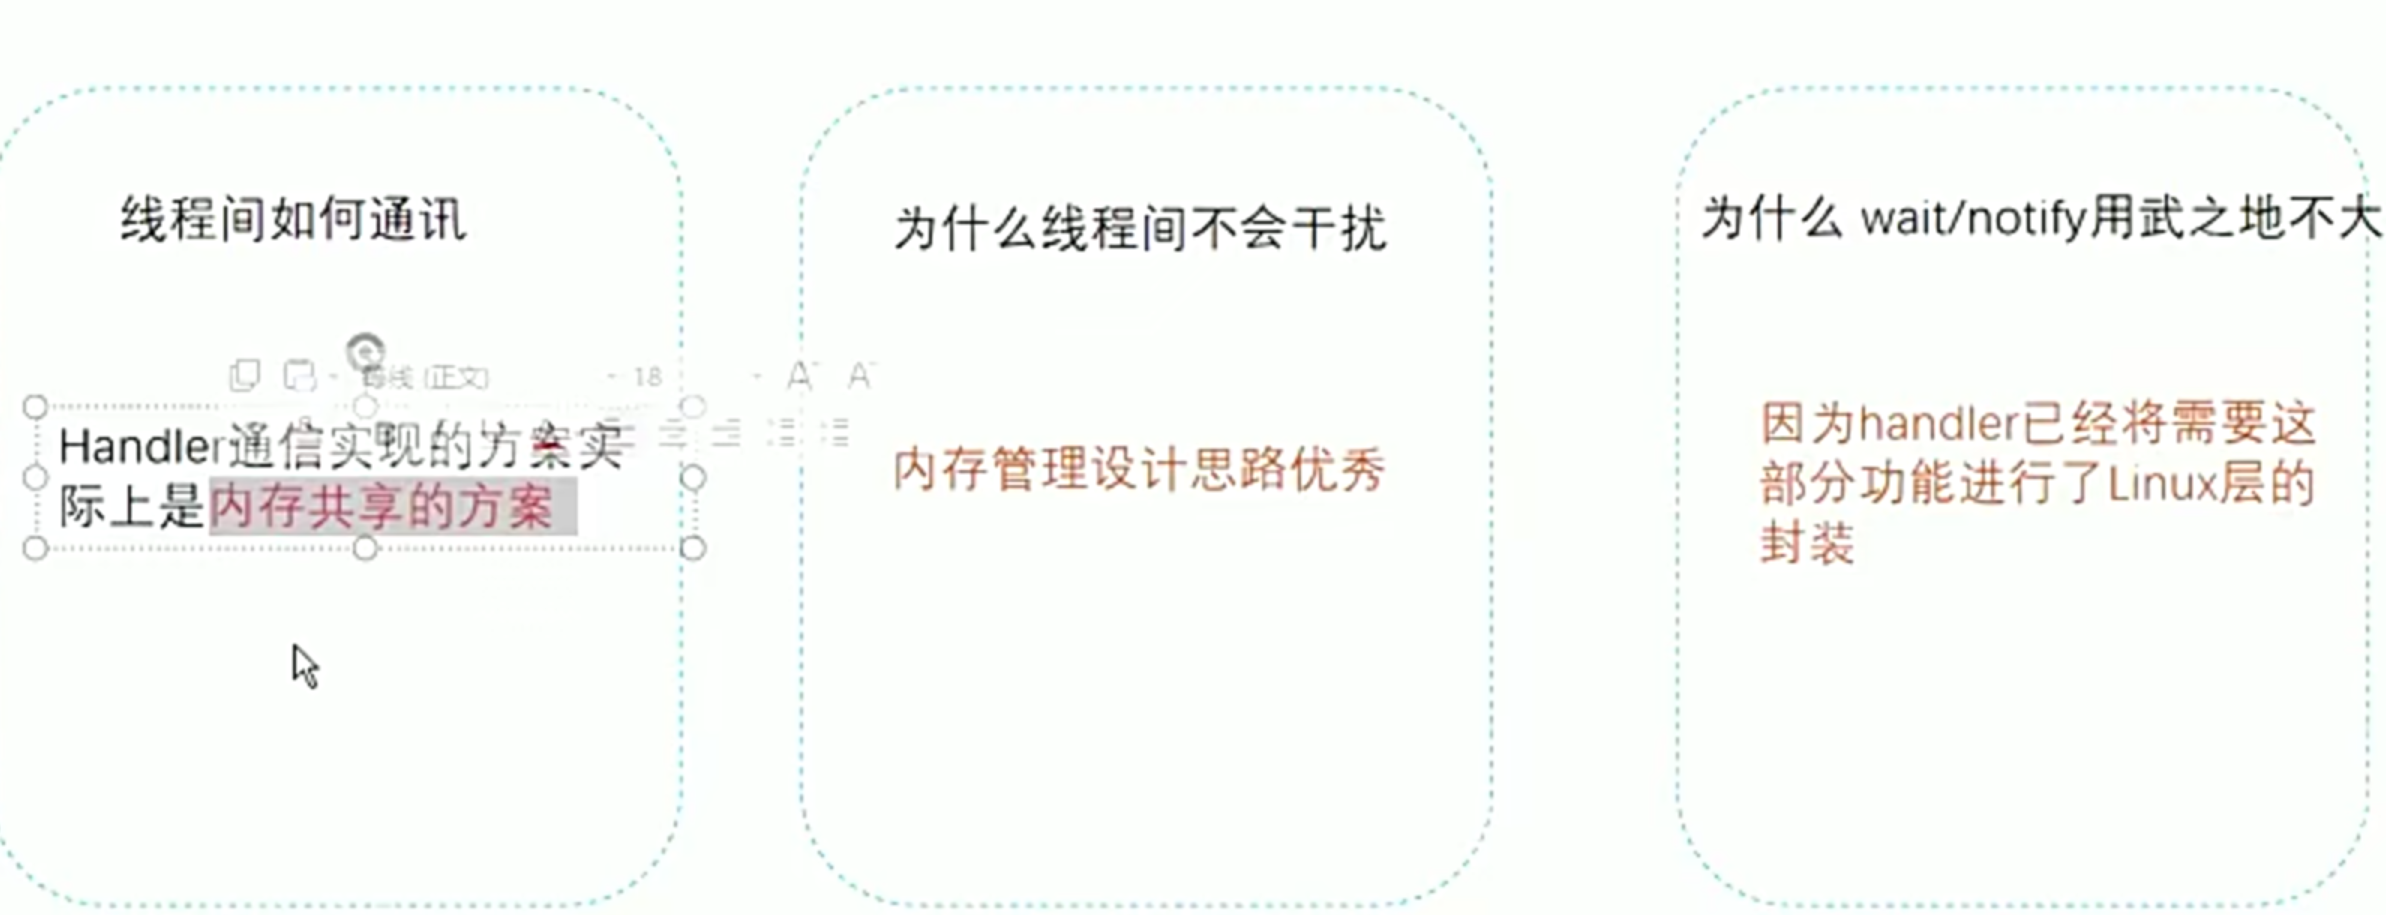 线程间如何通讯
等线 (正文)
18
Handler通信实现的方案实
际上是内存共享的方案
为什么线程间不会干扰
内存管理设计思路优秀
为什么 wait/notify用武之地不大
因为handler已经将需要这
部分功能进行了Linux层的
封装